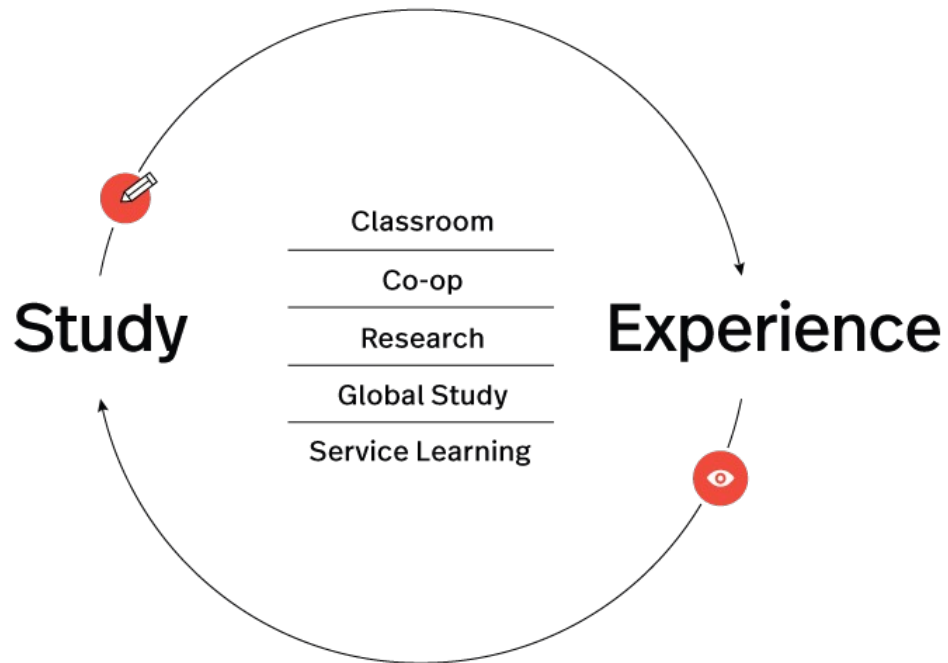 Classroom
Co-op
Research
Global Study
Service Learning
Study
Experience